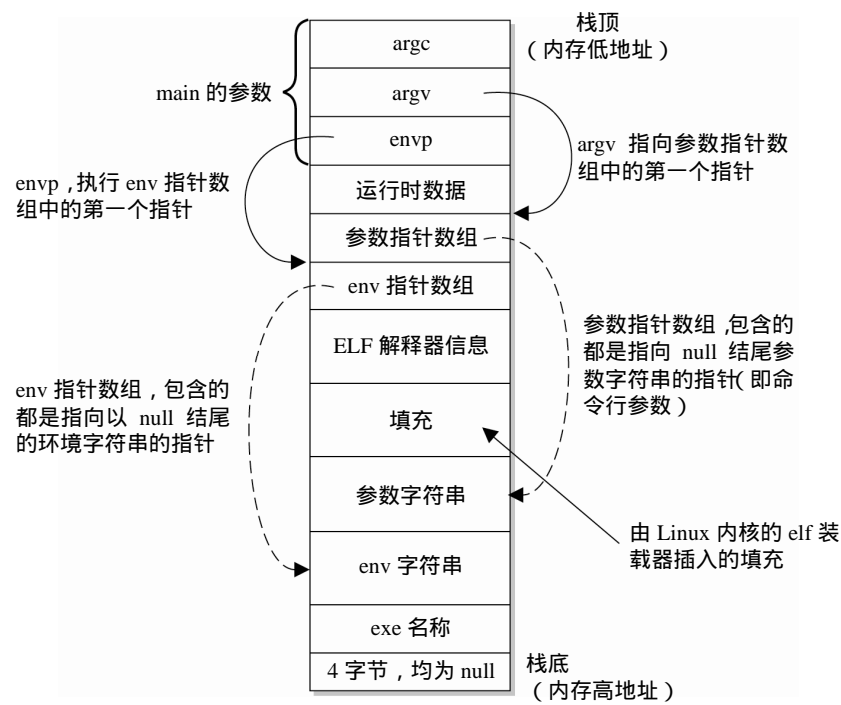 栈顶
（内存低地址）
argc
main 的参数
argv
envp
argv 指向参数指针数
组中的第一个指针
envp，执行 env 指针数
组中的第一个指针
运行时数据
参数指针数组
env 指针数组
参数指针数组，包含的
都是指向 null 结尾参
数字符串的指针（即命
令行参数）
ELF 解释器信息
env 指针数组，包含的
都是指向以 null 结尾
的环境字符串的指针
填充
参数字符串
由 Linux 内核的 elf 装
载器插入的填充
env 字符串
exe 名称
4 字节，均为 null
栈底
（内存高地址）